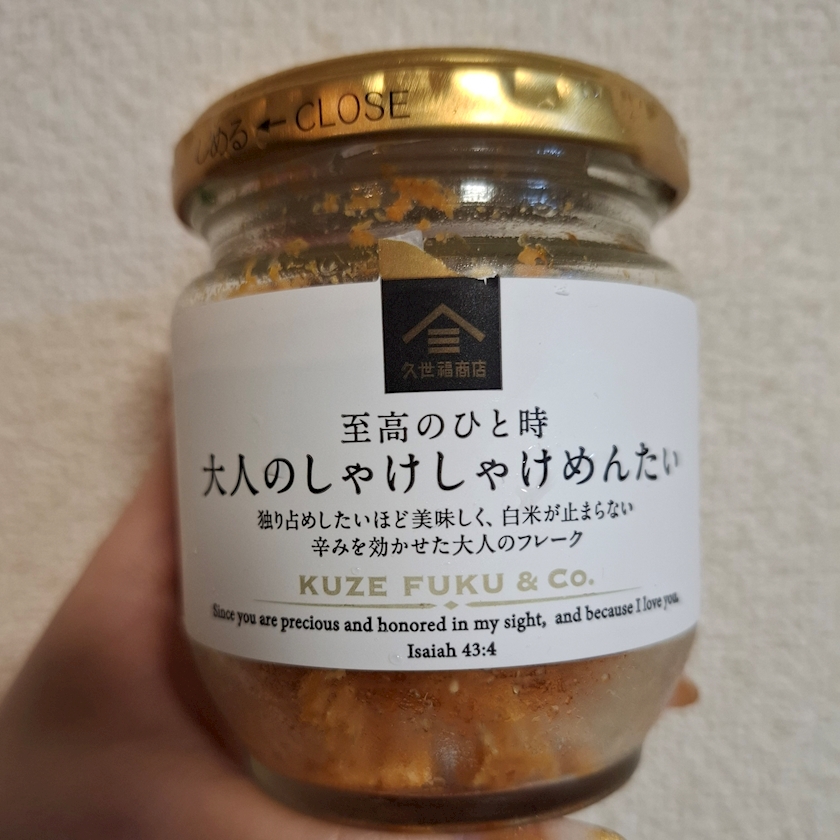 しめる ← CLOSE
久世福商店
至高のひと時
大人のしゃけしゃけめんたい
独り占めしたいほど美味しく、白米が止まらない
辛みを効かせた大人のフレーク
KUZE FUKU & Co.
Since you are precious and honored in my sight, and because I love you.
Isaiah 43:4